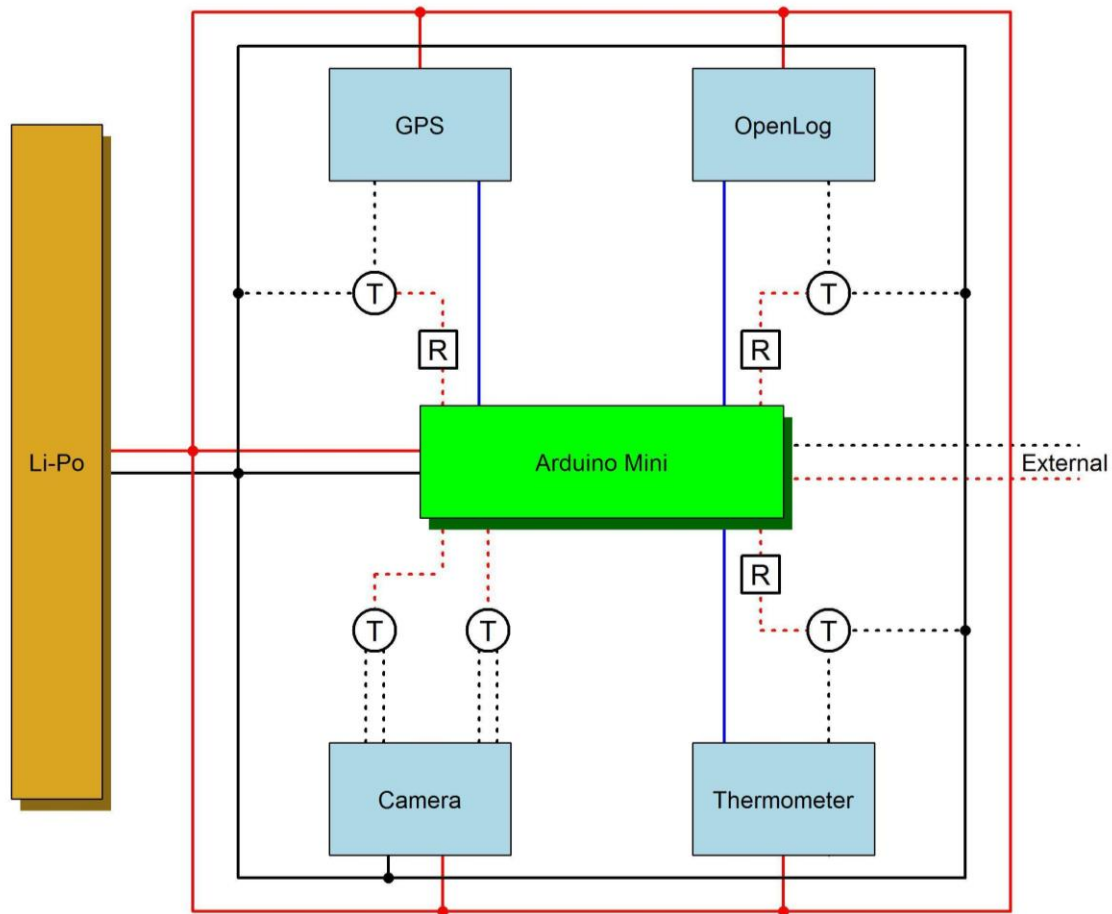 GPS
OpenLog
T
T
R
R
Li-Po
Arduino Mini
External
R
T
T
T
Camera
Thermometer